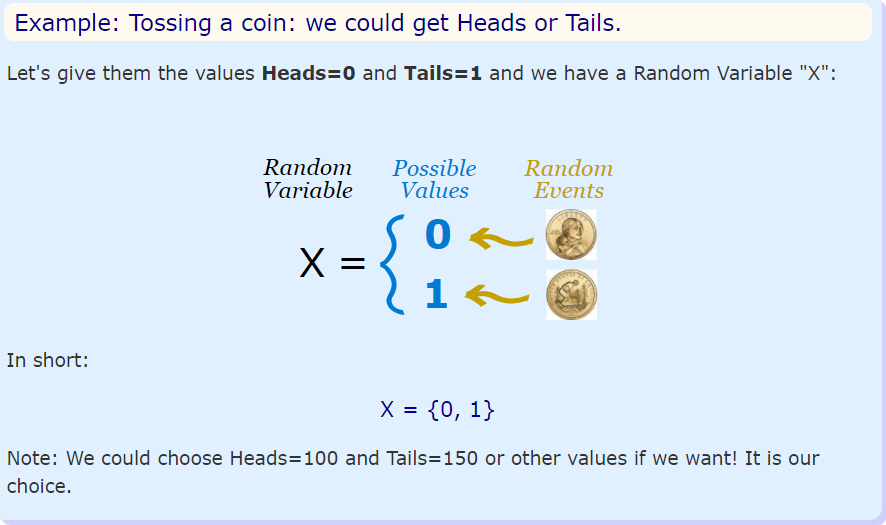 Example: Tossing a coin: we could get Heads or Tails.
Let's give them the values Heads=0 and Tails=1 and we have a Random Variable "X":
Random Variable
Possible Values
Random Events
X =
0
1
In short:
X = {0, 1}
Note: We could choose Heads=100 and Tails=150 or other values if we want! It is our
choice.